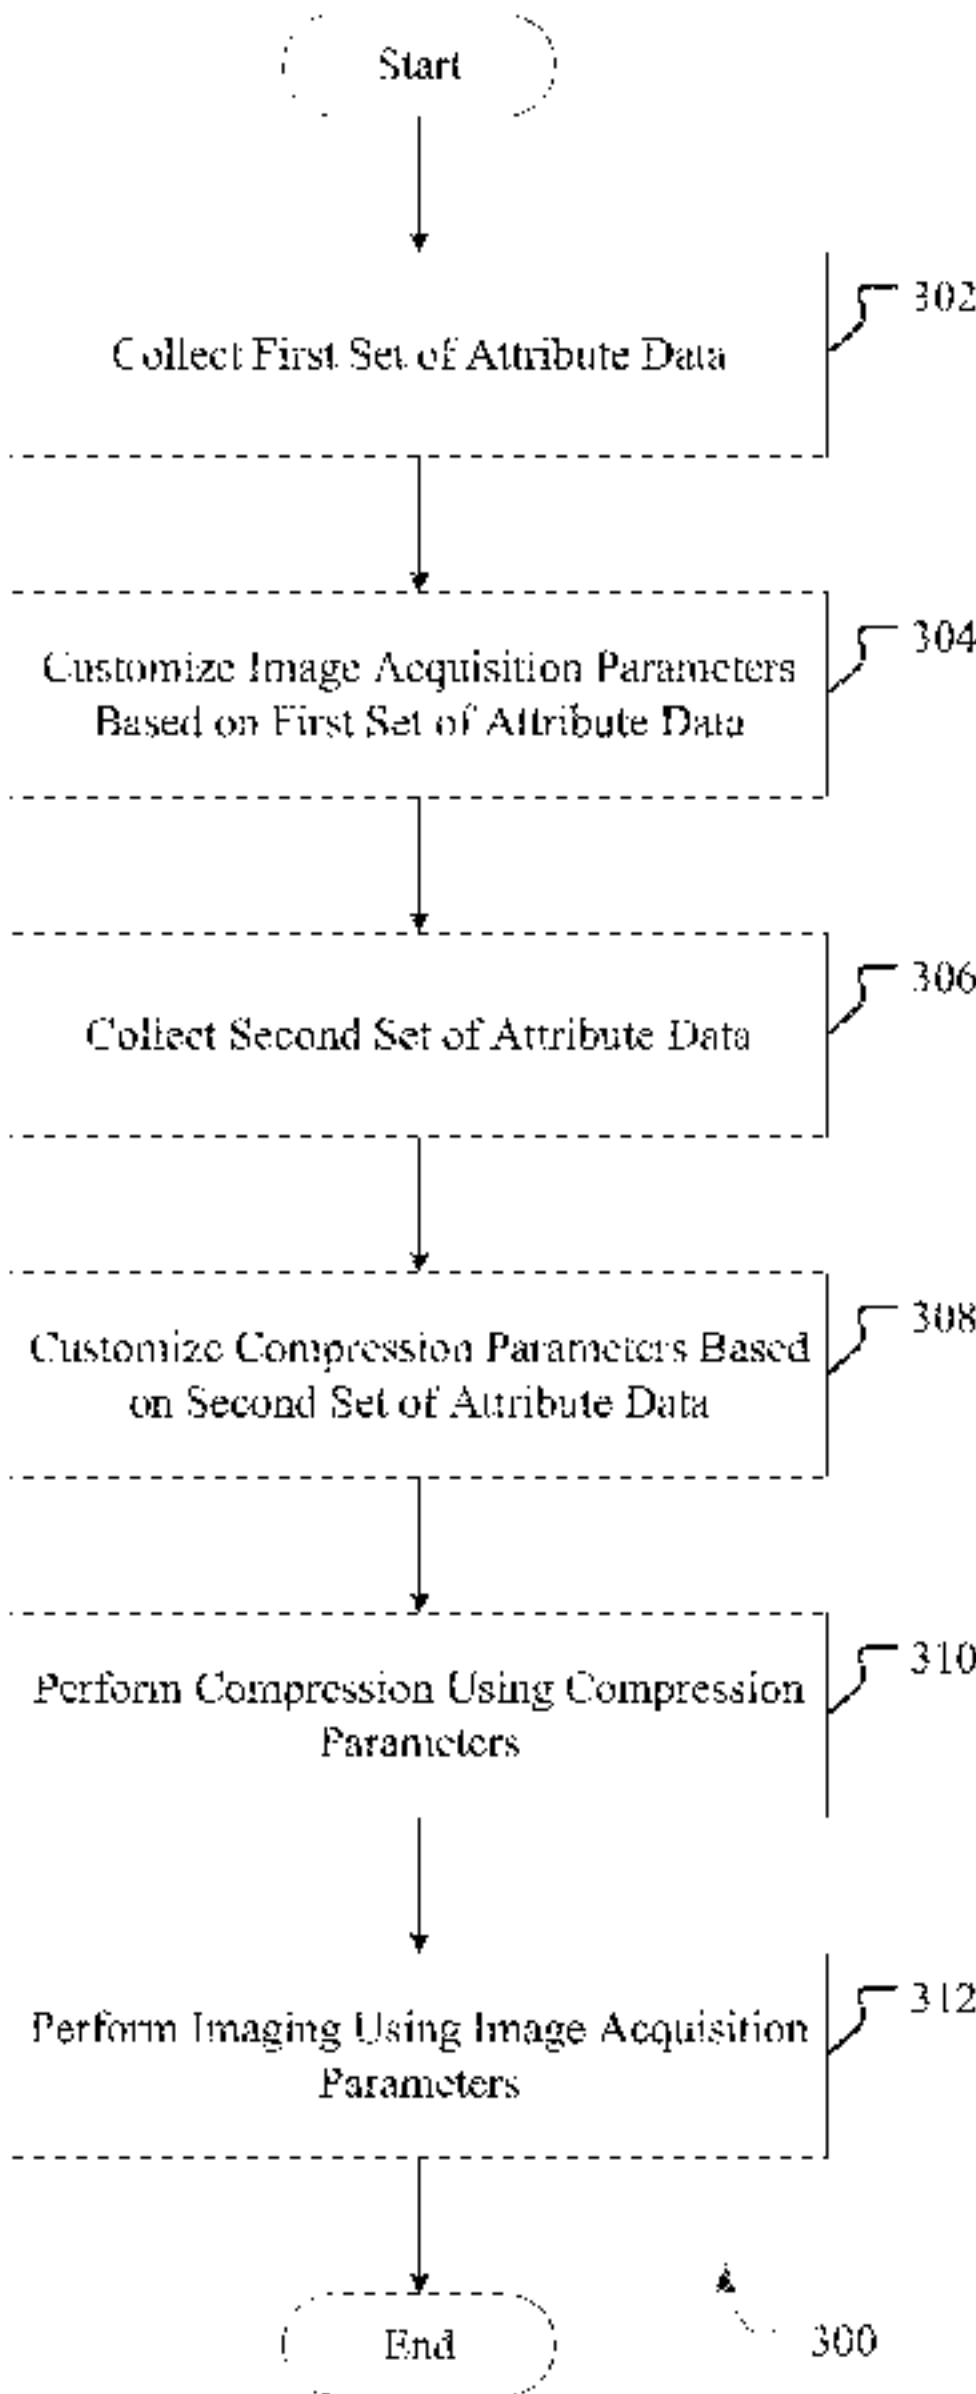 Start
302
Collect First Set of Attribute Data
304
Customize Image Acquisition Parameters
Based on First Set of Attribute Data
306
Collect Second Set of Attribute Data
308
Customize Compression Parameters Based
on Second Set of Attribute Data
310
Perform Compression Using Compression
Parameters
312
Perform Imaging Using Image Acquisition
Parameters
End
300